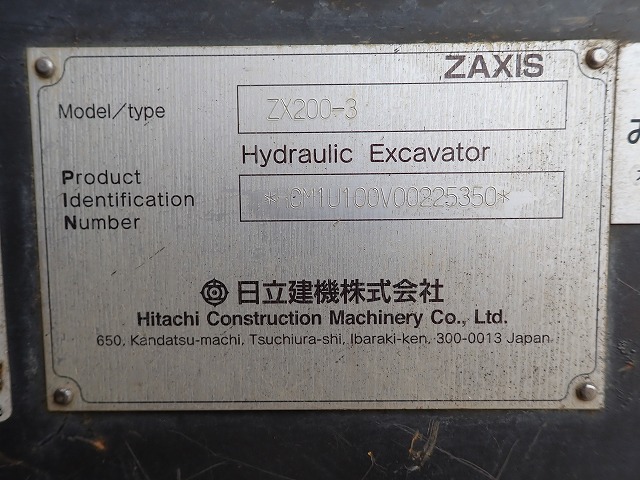 ZAXIS
Model/type ZX200-3
Hydraulic Excavator
Product
Identification
Number
日立建機株式会社
Hitachi Construction Machinery Co., Ltd.
650, Kandatsu-machi, Tsuchiura-shi, Ibaraki-ken, 300-0013 Japan
み